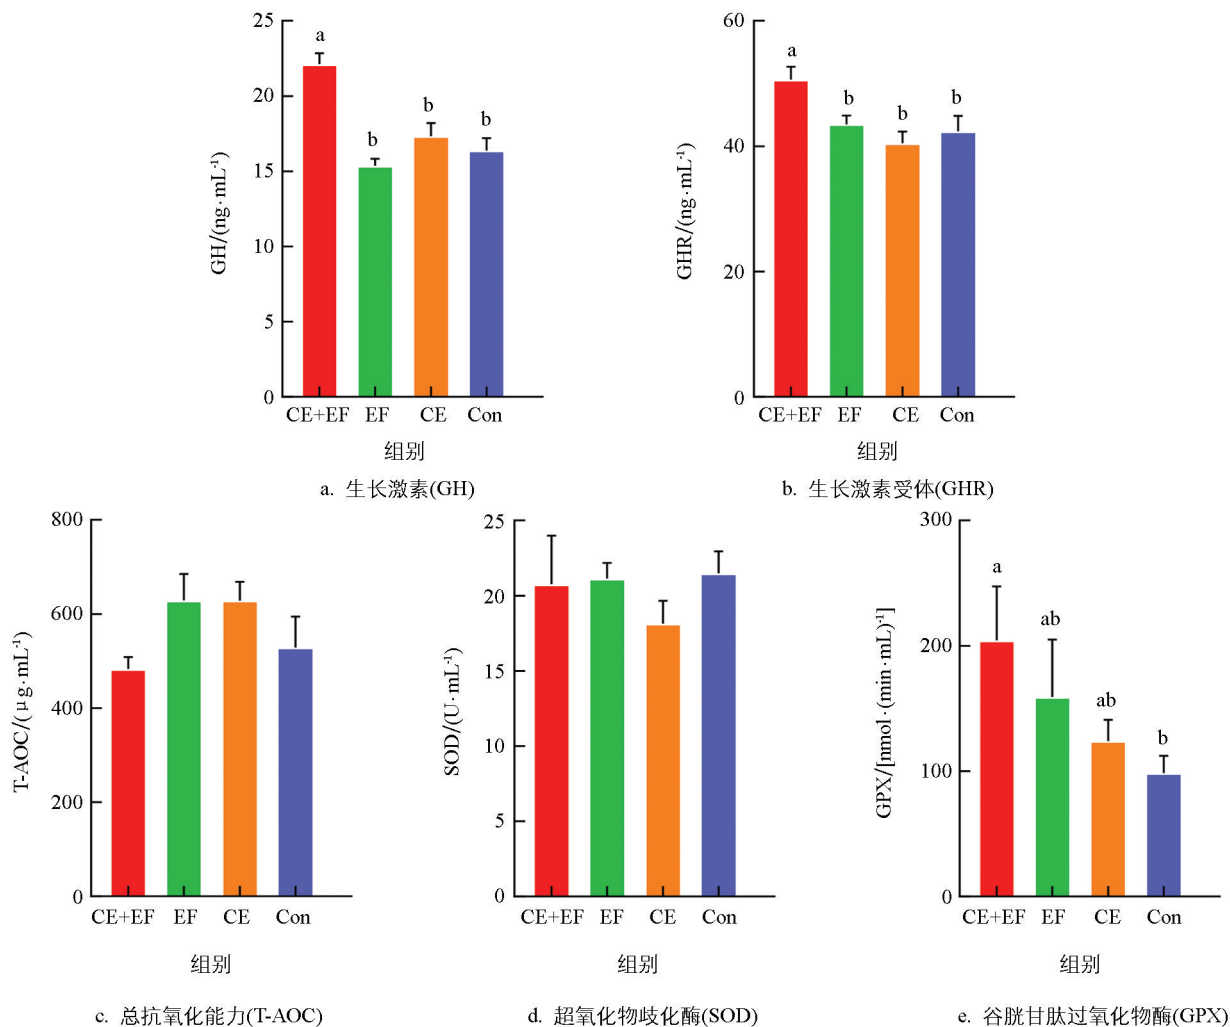 25
20
15
10
5
0
GH/(ng·mL⁻¹)
a
b
b
b
CE+EF EF CE Con
组别
a. 生长激素(GH)
60
40
20
0
GHR/(ng·mL⁻¹)
a
b
b
b
CE+EF EF CE Con
组别
b. 生长激素受体(GHR)
800
600
400
200
0
T-AOC/(μg·mL⁻¹)
CE+EF EF CE Con
组别
c. 总抗氧化能力(T-AOC)
25
20
15
10
5
0
SOD/(U·mL⁻¹)
CE+EF EF CE Con
组别
d. 超氧化物歧化酶(SOD)
300
200
100
0
GPX/[nmol·(min·mL)⁻¹]
a
ab
ab
b
CE+EF EF CE Con
组别
e. 谷胱甘肽过氧化物酶(GPX)